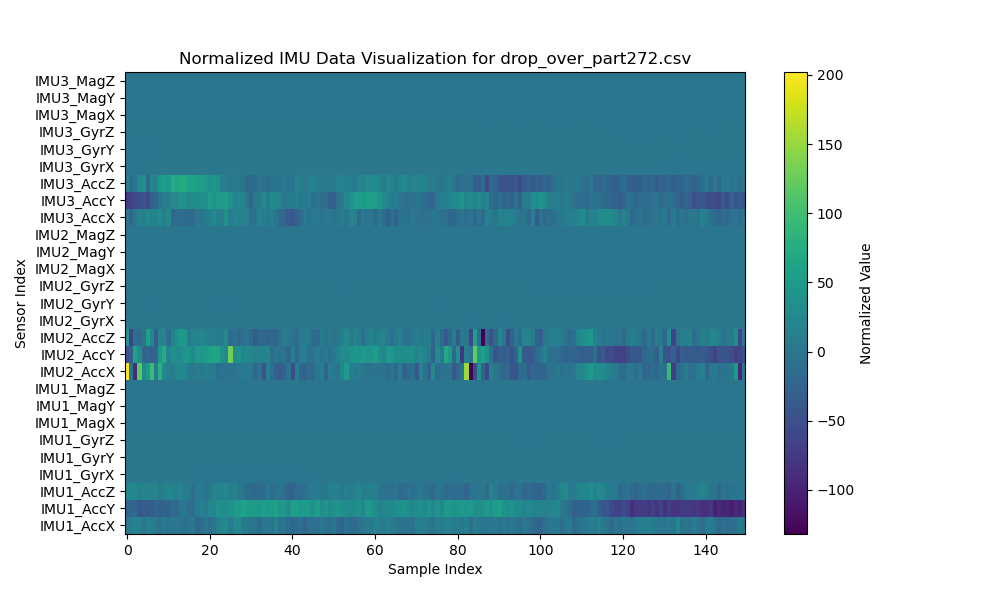 Normalized IMU Data Visualization for drop_over_part272.csv
IMU3_MagZ
IMU3_MagY
IMU3_MagX
IMU3_GyrZ
IMU3_GyrY
IMU3_GyrX
IMU3_AccZ
IMU3_AccY
IMU3_AccX
IMU2_MagZ
IMU2_MagY
IMU2_MagX
IMU2_GyrZ
IMU2_GyrY
IMU2_GyrX
IMU2_AccZ
IMU2_AccY
IMU2_AccX
IMU1_MagZ
IMU1_MagY
IMU1_MagX
IMU1_GyrZ
IMU1_GyrY
IMU1_GyrX
IMU1_AccZ
IMU1_AccY
IMU1_AccX
Sensor Index
0 20 40 60 80 100 120 140
Sample Index
200
150
100
50
0
−50
−100
Normalized Value